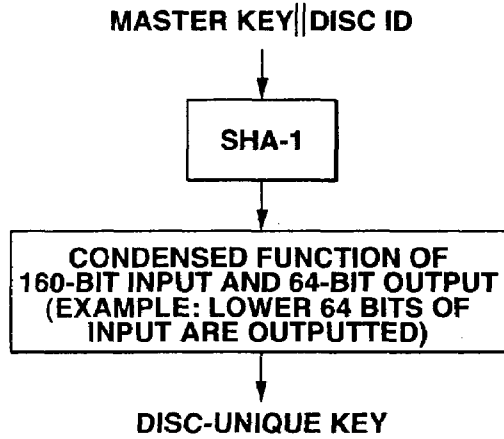 MASTER KEY||DISC ID
SHA-1
CONDENSED FUNCTION OF
160-BIT INPUT AND 64-BIT OUTPUT
(EXAMPLE: LOWER 64 BITS OF
INPUT ARE OUTPUTTED)
DISC-UNIQUE KEY